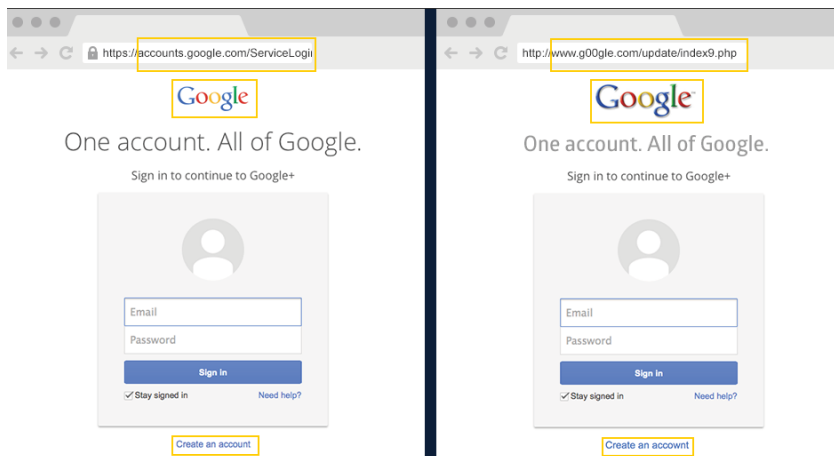 https://accounts.google.com/ServiceLogin
Google
One account. All of Google.
Sign in to continue to Google+
Email
Password
Sign in
Stay signed in
Need help?
Create an account
http://www.g00gle.com/update/index9.php
Google
One account. All of Google.
Sign in to continue to Google+
Email
Password
Sign in
Stay signed in
Need help?
Create an accownt